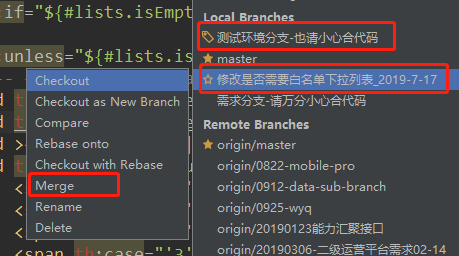 :if="${#lists.isEmpt
:unless="${#lists.is
Checkout
Checkout as New Branch
Compare
Rebase onto
Checkout with Rebase
Merge
Rename
Delete
<span th:case="'3'
Local Branches
测试环境分支-也请小心合代码
master
修改是否需要白名单下拉列表_2019-7-17
需求分支-请万分小心合代码
Remote Branches
origin/master
origin/0822-mobile-pro
origin/0912-data-sub-branch
origin/0925-wyq
origin/20190123能力汇聚接口
origin/20190306-二级运营平台需求02-14